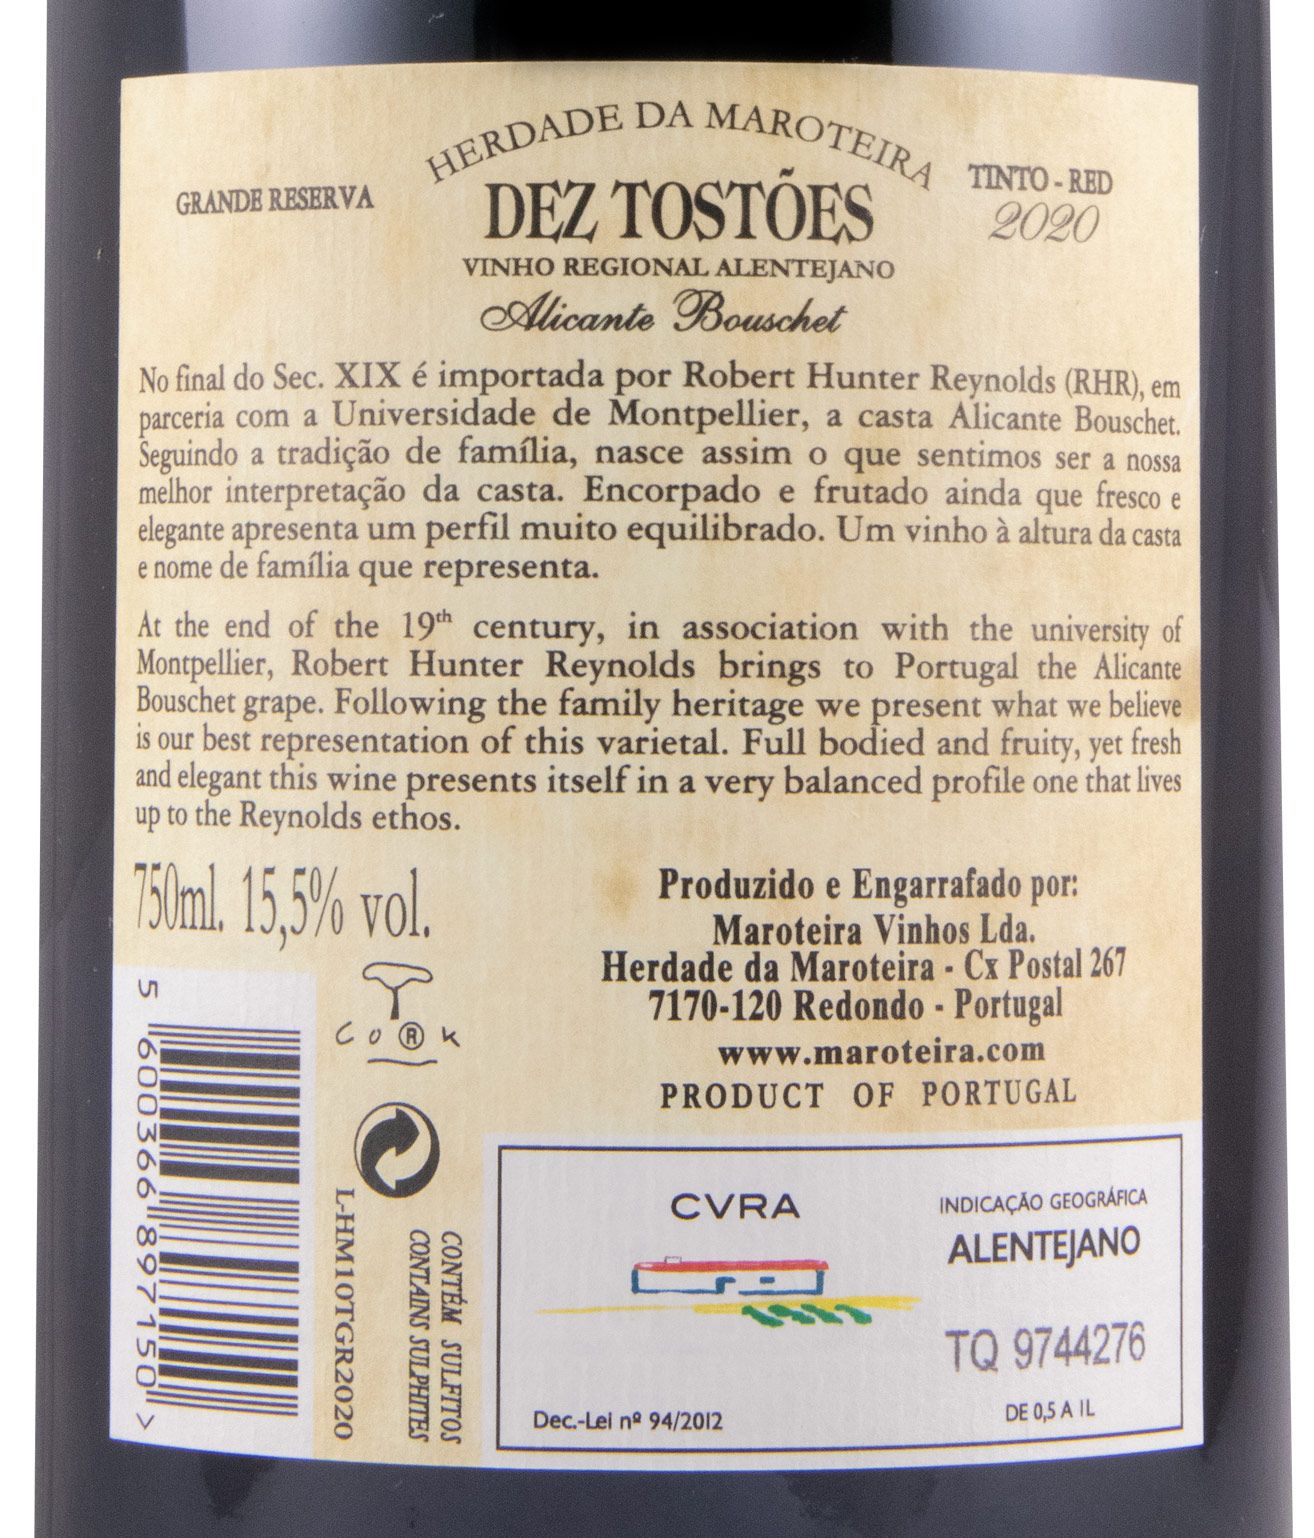 HERDADE DA MAROTEIRA
GRANDE RESERVA
DEZ TOSTÕES
TINTO - RED
2020
VINHO REGIONAL ALENTEJANO
Alicante Bouschet
No final do Sec. XIX é importada por Robert Hunter Reynolds (RHR), em
parceria com a Universidade de Montpellier, a casta Alicante Bouschet.
Seguindo a tradição de família, nasce assim o que sentimos ser a nossa
melhor interpretação da casta. Encorpado e frutado ainda que fresco e
elegante apresenta um perfil muito equilibrado. Um vinho à altura da casta
e nome de família que representa.
At the end of the 19th century, in association with the university of
Montpellier, Robert Hunter Reynolds brings to Portugal the Alicante
Bouschet grape. Following the family heritage we present what we believe
is our best representation of this varietal. Full bodied and fruity, yet fresh
and elegant this wine presents itself in a very balanced profile one that lives
up to the Reynolds ethos.
750ml. 15,5% vol.
Produzido e Engarrafado por:
Maroteira Vinhos Lda.
Herdade da Maroteira - Cx Postal 267
7170-120 Redondo - Portugal
www.maroteira.com
PRODUCT OF PORTUGAL
CO®K
5 600366 897150 >
L-HM10TGR2020
CONTÉM SULFITOS
CONTAINS SULPHITES
CVRA
INDICAÇÃO GEOGRÁFICA
ALENTEJANO
TQ 9744276
DE 0,5 A 1L
Dec.-Lei nº 94/2012